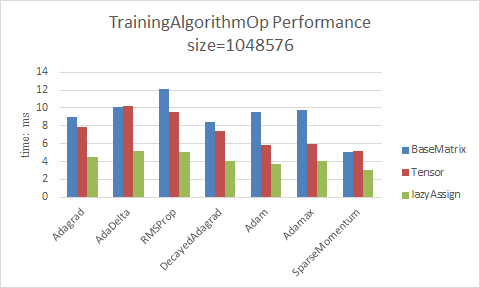 TrainingAlgorithmOp Performance
size=1048576
14
12
10
8
6
4
2
0
time: ms
Adagrad
AdaDelta
RMSProp
DecayedAdagrad
Adam
Adamax
SparseMomentum
BaseMatrix
Tensor
lazyAssign